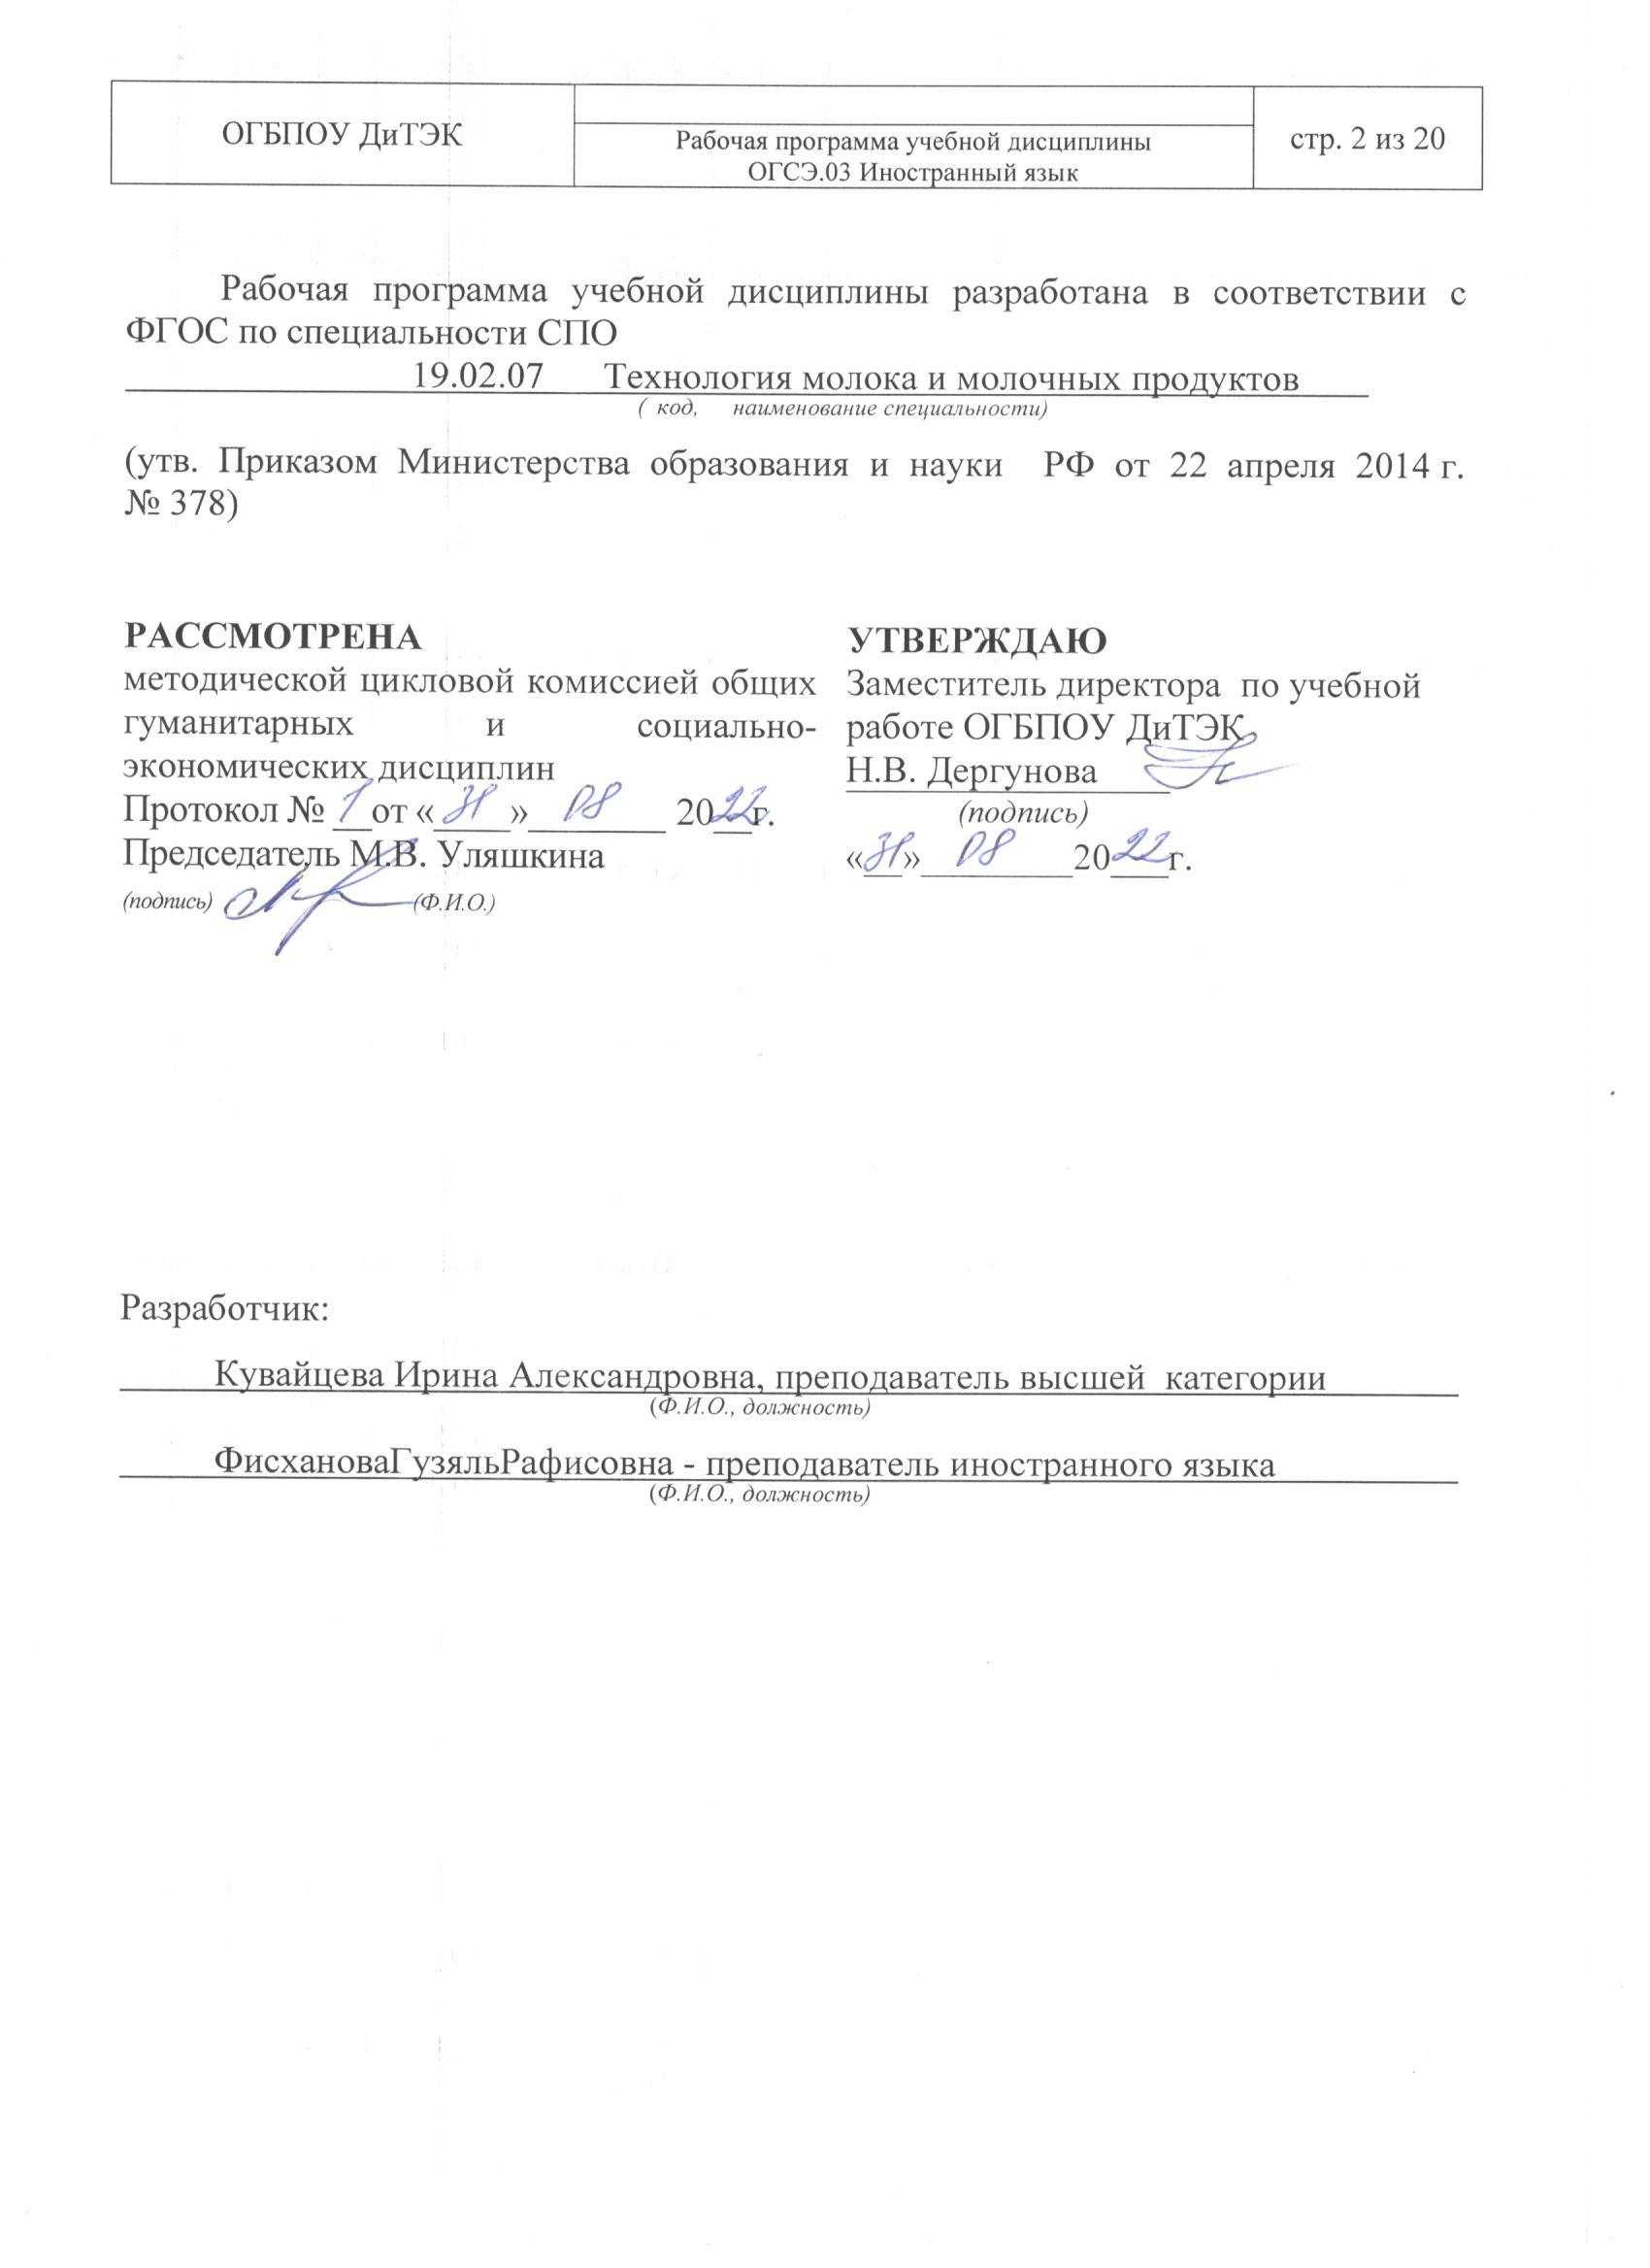 ОГБПОУ ДиТЭК
Рабочая программа учебной дисциплины
ОГСЭ.03 Иностранный язык
стр. 2 из 20
Рабочая программа учебной дисциплины разработана в соответствии с
ФГОС по специальности СПО
19.02.07 Технология молока и молочных продуктов
( код, наименование специальности)
(утв. Приказом Министерства образования и науки РФ от 22 апреля 2014 г.
№ 378)
РАССМОТРЕНА
методической цикловой комиссией общих
гуманитарных и социально-
экономических дисциплин
Протокол № 1 от «31» 08 2022г.
Председатель М.В. Уляшкина
(подпись) (Ф.И.О.)
УТВЕРЖДАЮ
Заместитель директора по учебной
работе ОГБПОУ ДиТЭК
Н.В. Дергунова
(подпись)
«31» 08 2022г.
Разработчик:
Кувайцева Ирина Александровна, преподаватель высшей категории
(Ф.И.О., должность)
ФисхановаГузяльРафисовна - преподаватель иностранного языка
(Ф.И.О., должность)